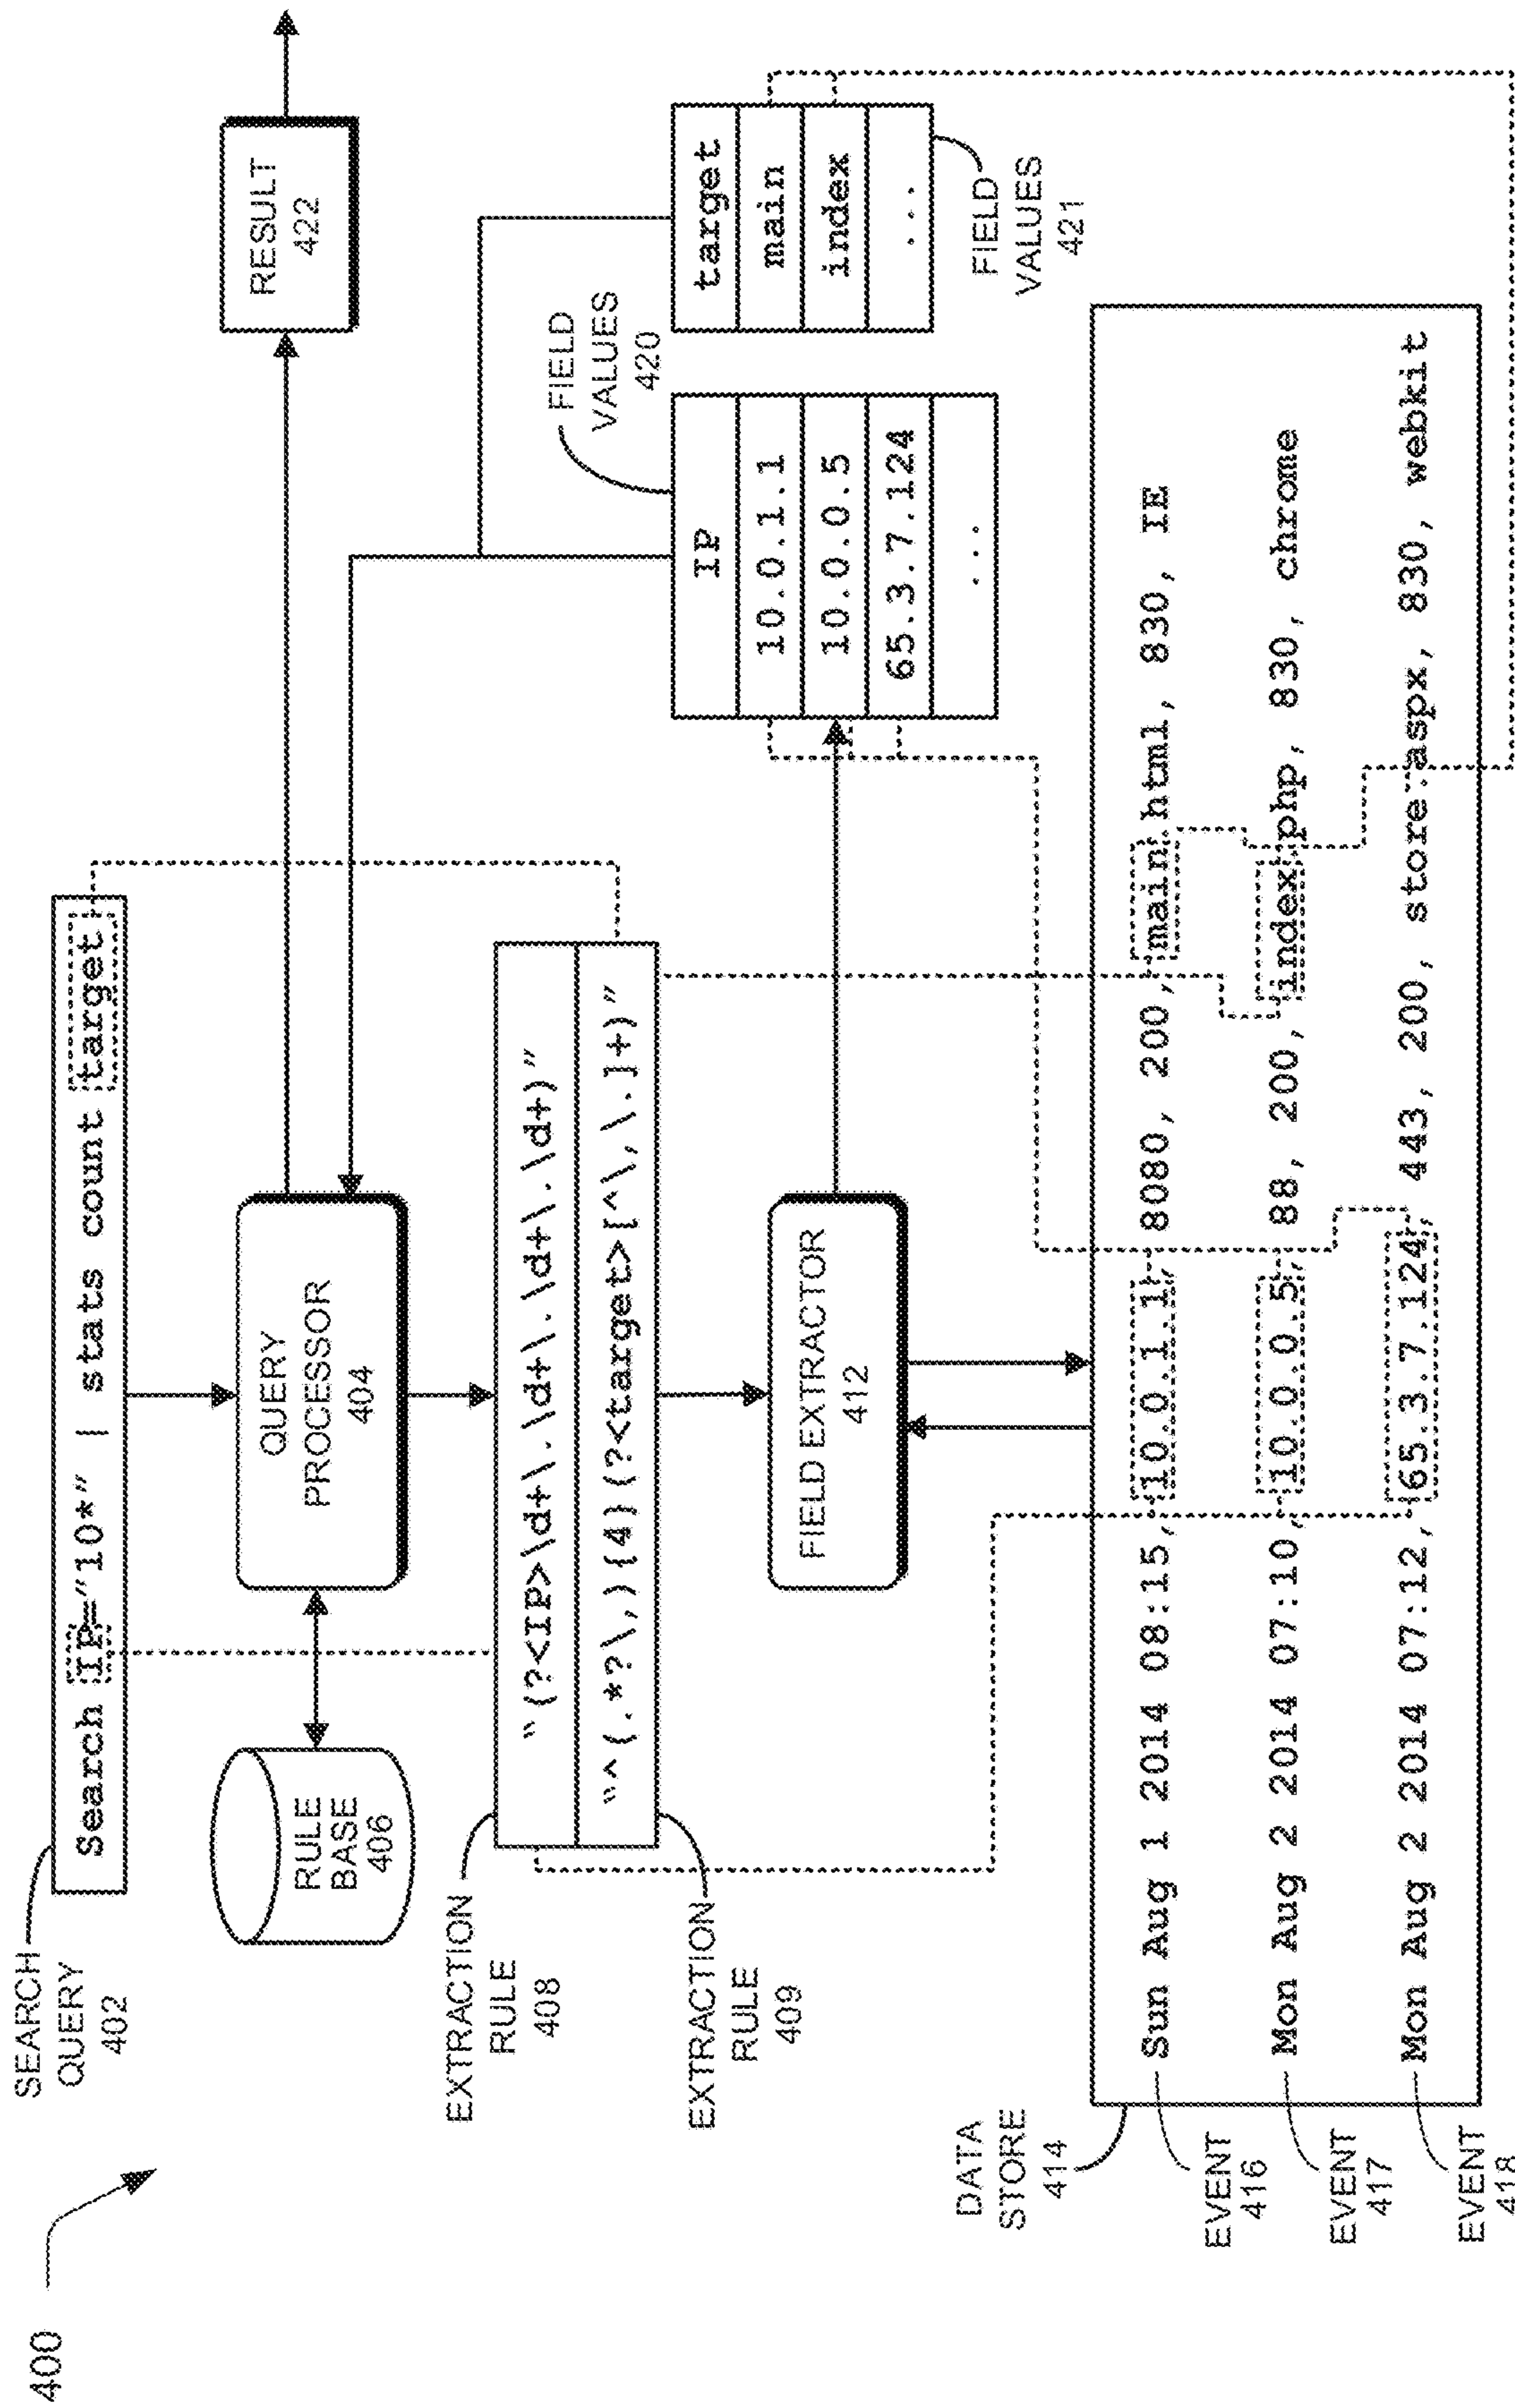 400
SEARCH
QUERY
402
Search IP="10*" | stats count target
RULE
BASE
406
QUERY
PROCESSOR
404
RESULT
422
EXTRACTION
RULE
408
"(?<IP>\d+\.\d+\.\d+\.\d+)"
"^(.*?\,){4}(?<target>[^\,\.]+)"
EXTRACTION
RULE
409
FIELD
VALUES
420
IP
10.0.1.1
10.0.0.5
65.3.7.124
...
target
main
index
...
FIELD
VALUES
421
FIELD EXTRACTOR
412
DATA
STORE
414
EVENT
416
Sun Aug 1 2014 08:15, 10.0.1.1, 8080, 200, main.html, 830, IE
EVENT
417
Mon Aug 2 2014 07:10, 10.0.0.5, 88, 200, index.php, 830, chrome
EVENT
418
Mon Aug 2 2014 07:12, 65.3.7.124, 443, 200, store.aspx, 830, webkit